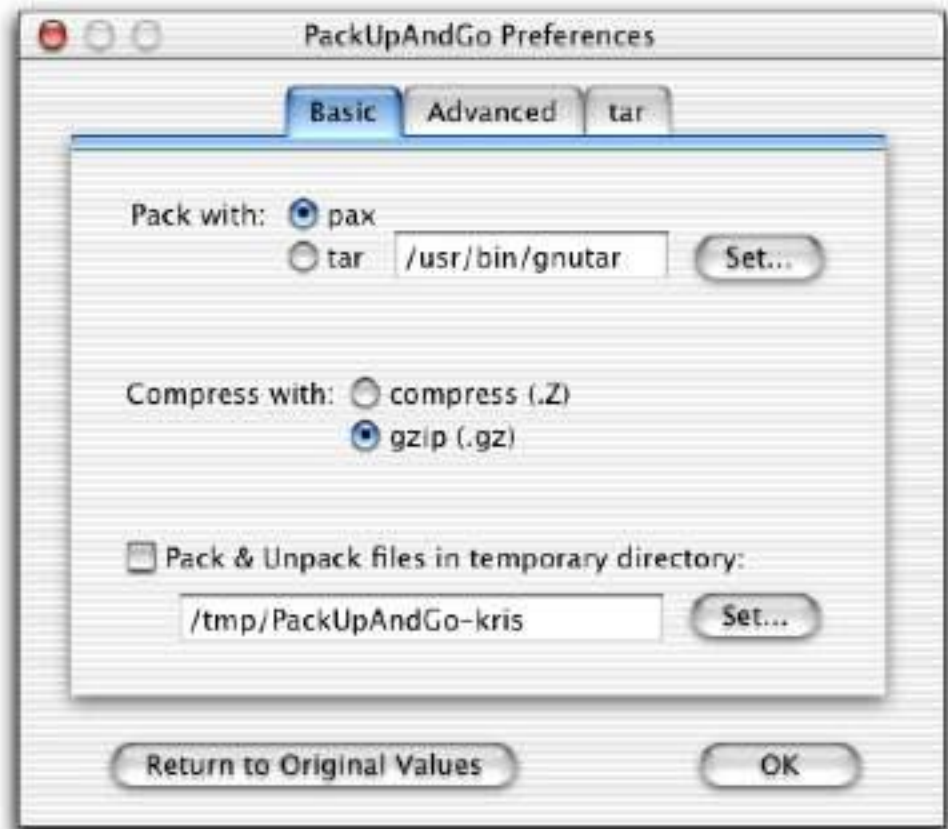 PackUpAndGo Preferences
Basic Advanced tar
Pack with: pax
tar /usr/bin/gnutar Set...
Compress with: compress (.Z)
gzip (.gz)
Pack & Unpack files in temporary directory:
/tmp/PackUpAndGo-kris Set...
Return to Original Values OK